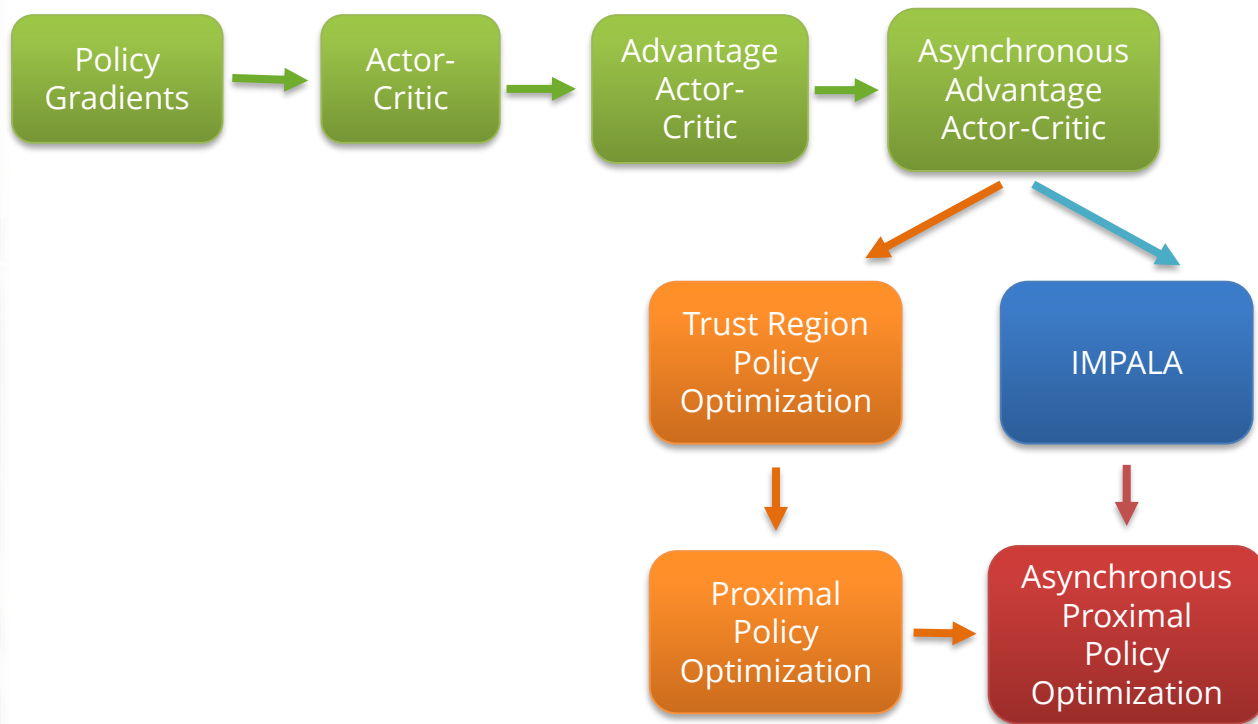 Policy
Gradients
Actor-
Critic
Advantage
Actor-
Critic
Asynchronous
Advantage
Actor-Critic
Trust Region
Policy
Optimization
IMPALA
Proximal
Policy
Optimization
Asynchronous
Proximal
Policy
Optimization